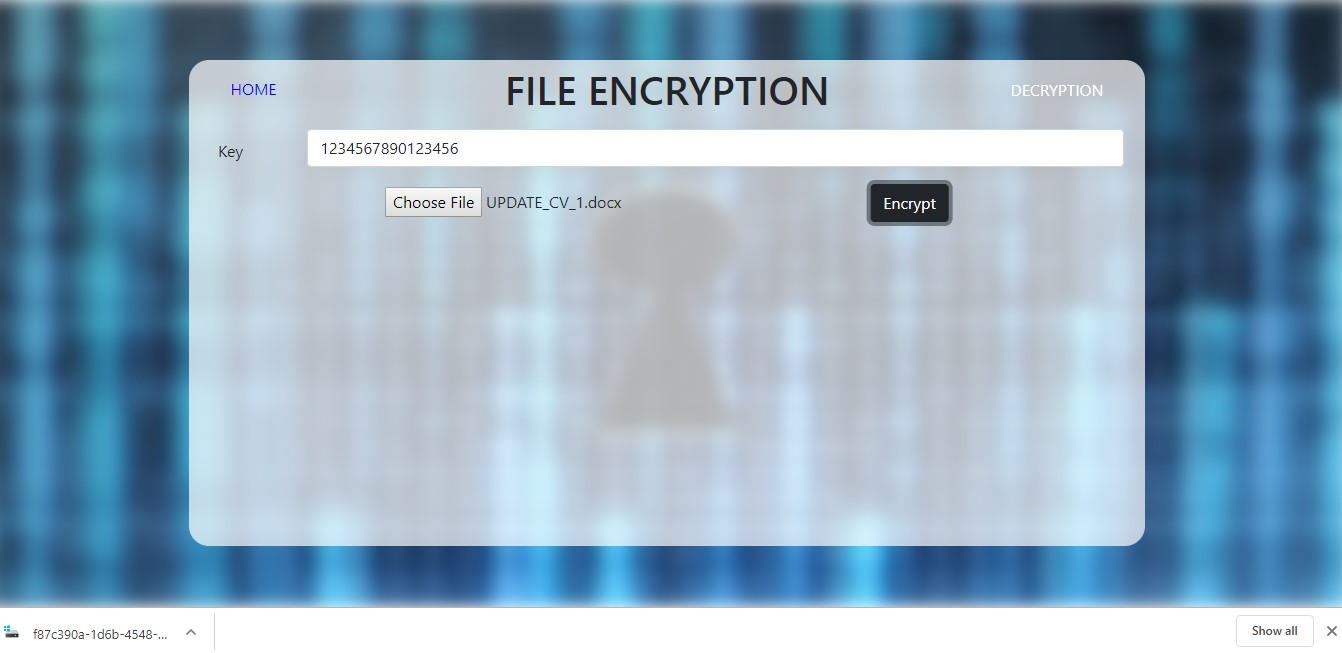 HOME FILE ENCRYPTION DECRYPTION
Key 1234567890123456
Choose File UPDATE_CV_1.docx Encrypt
f87c390a-1d6b-4548-... Show all